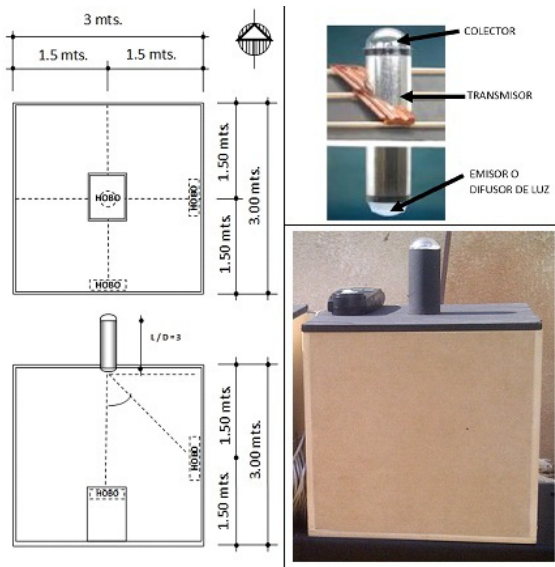 3 mts.
1.5 mts.
1.5 mts.
HOBO
HOBO
HOBO
1.50 mts.
1.50 mts.
3.00 mts.
L / D = 3
HOBO
HOBO
1.50 mts.
1.50 mts.
3.00 mts.
COLECTOR
TRANSMISOR
EMISOR O
DIFUSOR DE LUZ